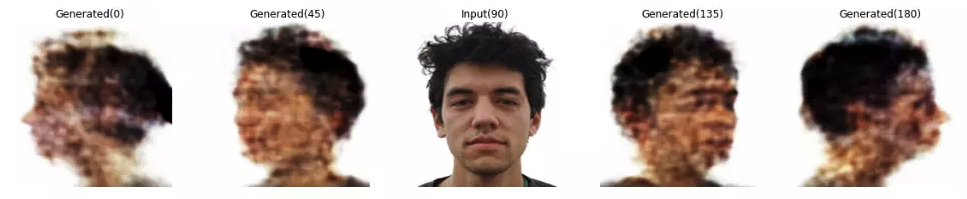 Generated(0)
Generated(45)
Input(90)
Generated(135)
Generated(180)